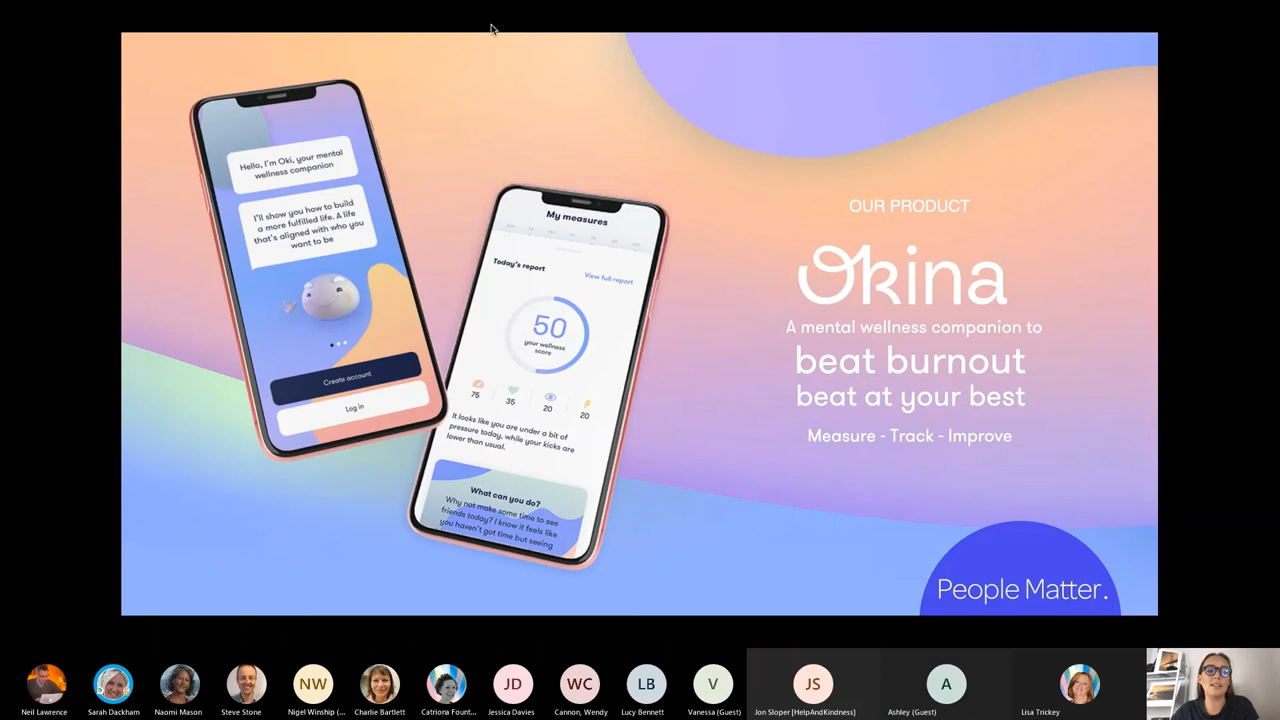 Hello, I'm Oki, your mental
wellness companion
I'll show you how to build
a more fulfilled life. A life
that's aligned with who you
want to be
Create account
Log in
My measures
Today's report
View full report
50
your wellness
score
75
35
20
20
It looks like you are under a bit of
pressure today, while your kicks are
lower than usual.
What can you do?
Why not make some time to see
friends today? I know it feels like
you haven't got time but seeing
OUR PRODUCT
Okina
A mental wellness companion to
beat burnout
beat at your best
Measure - Track - Improve
People Matter.
NW
JD
WC
LB
V
JS
A
Neil Lawrence
Sarah Dackham
Naomi Mason
Steve Stone
Nigel Winship (...
Charlie Bartlett
Catriona Fount...
Jessica Davies
Cannon, Wendy
Lucy Bennett
Vanessa (Guest)
Jon Sloper [HelpAndKindness]
Ashley (Guest)
Lisa Trickey